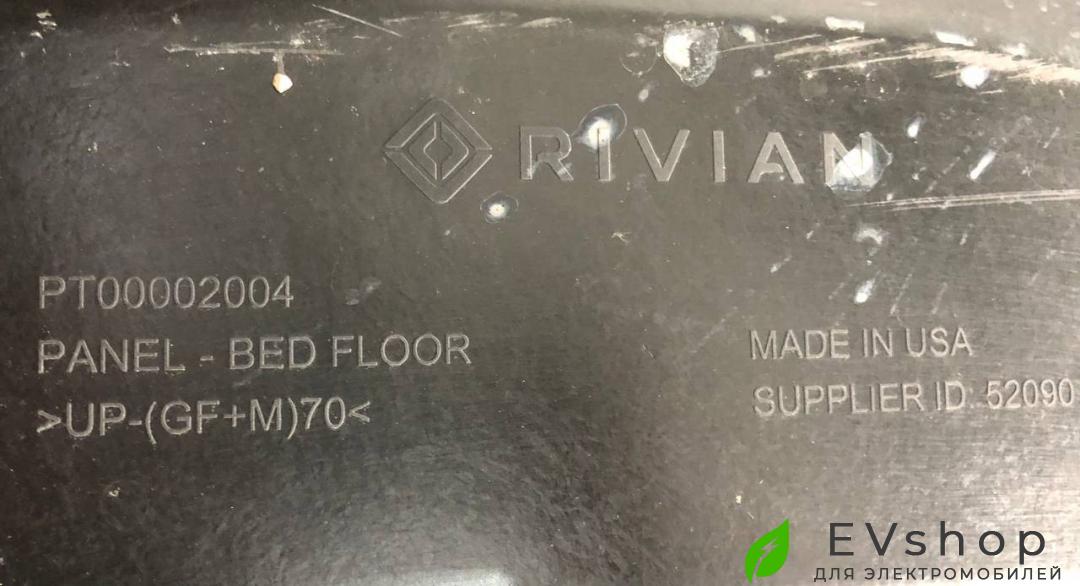 RIVIAN
PT00002004
PANEL - BED FLOOR
>UP-(GF+M)70<
MADE IN USA
SUPPLIER ID: 52090
EVshop
ДЛЯ ЭЛЕКТРОМОБИЛЕЙ